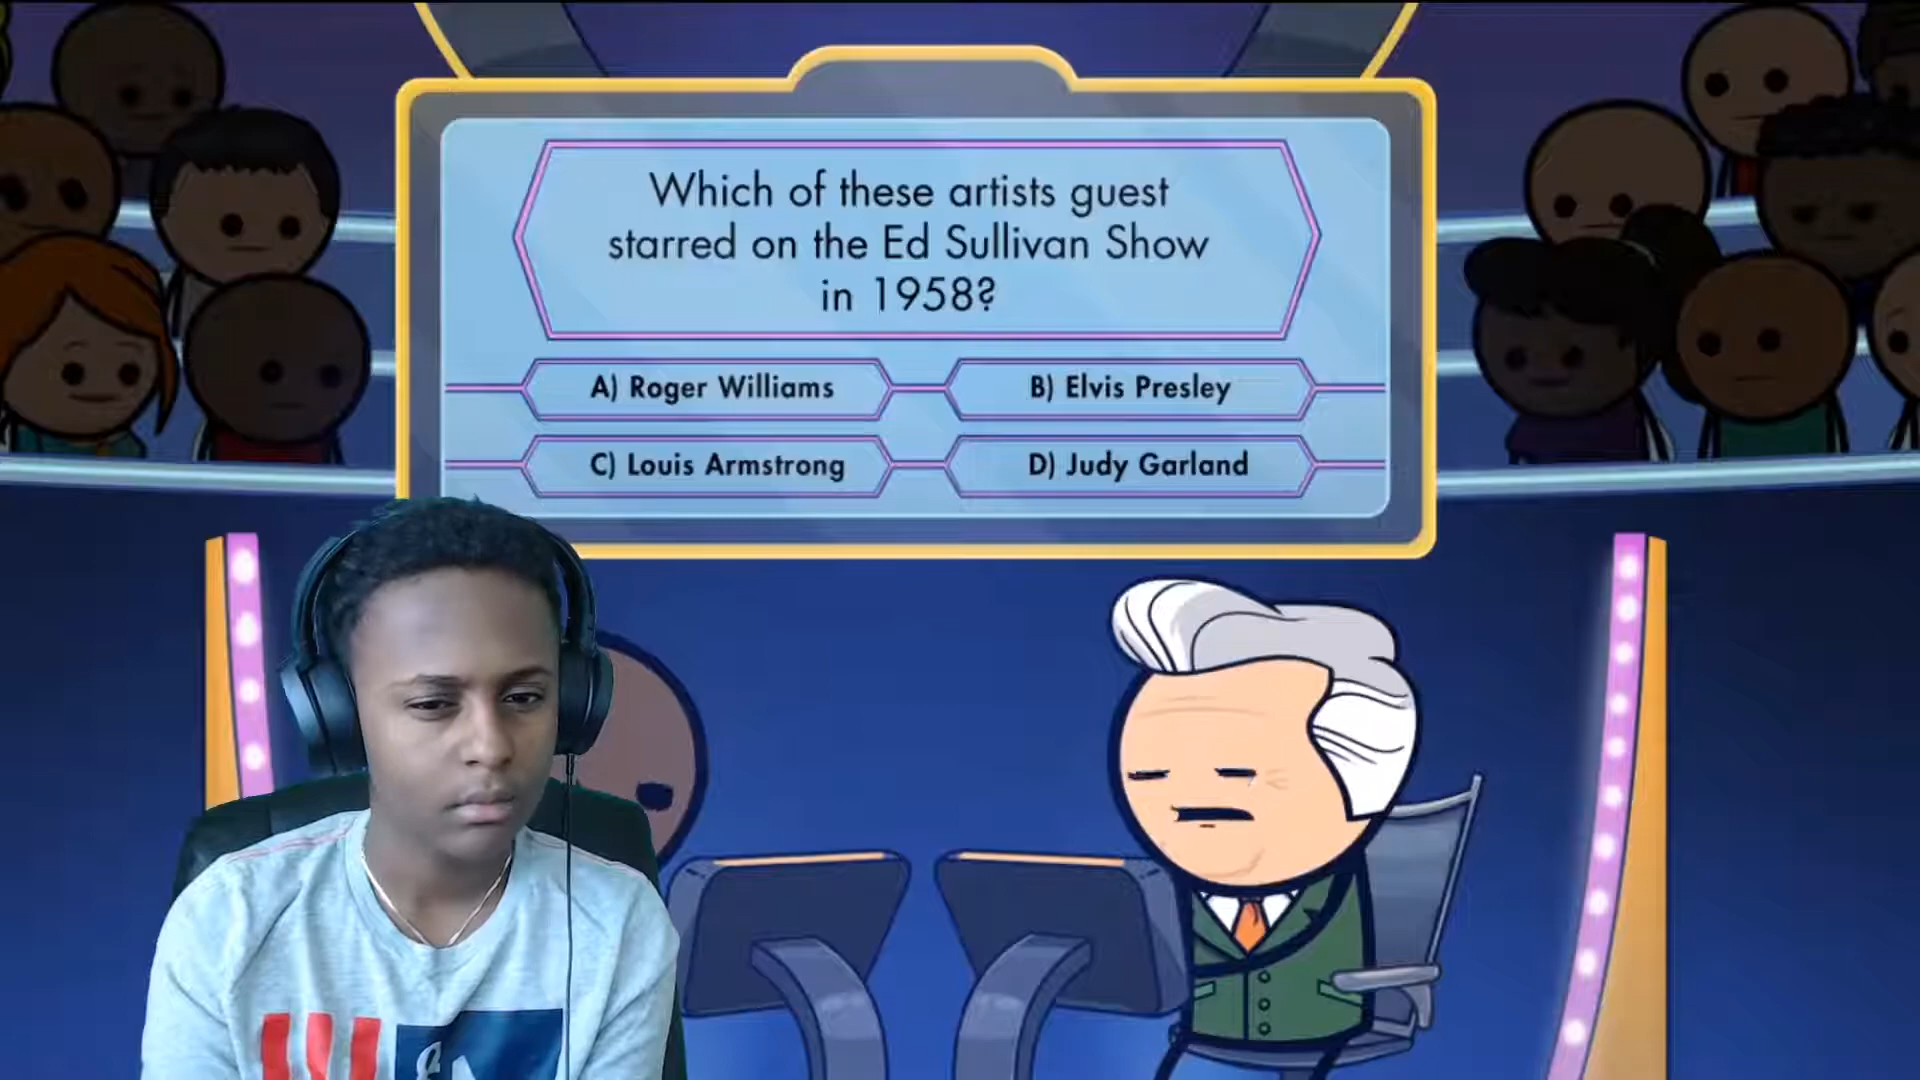 Which of these artists guest
starred on the Ed Sullivan Show
in 1958?
A) Roger Williams
B) Elvis Presley
C) Louis Armstrong
D) Judy Garland